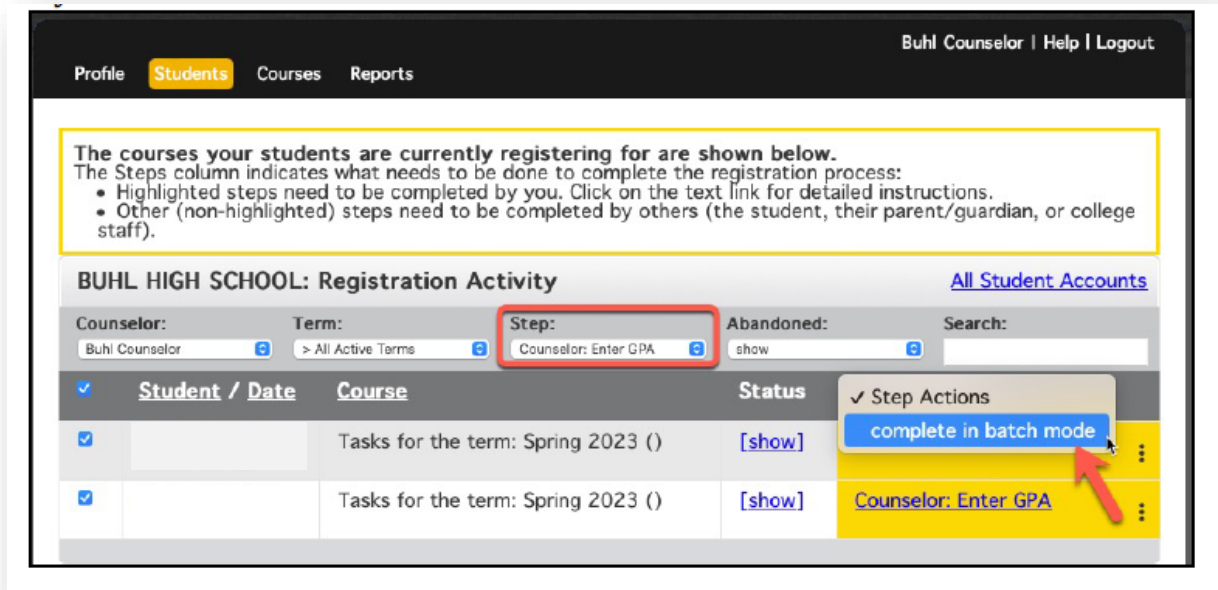 Buhl Counselor | Help | Logout
Profile Students Courses Reports
The courses your students are currently registering for are shown below.
The Steps column indicates what needs to be done to complete the registration process:
• Highlighted steps need to be completed by you. Click on the text link for detailed instructions.
• Other (non-highlighted) steps need to be completed by others (the student, their parent/guardian, or college
staff).
BUHL HIGH SCHOOL: Registration Activity All Student Accounts
Counselor: Term: Step: Abandoned: Search:
Buhl Counselor > All Active Terms Counselor: Enter GPA show
Student / Date Course Status ✓ Step Actions
complete in batch mode
Tasks for the term: Spring 2023 () [show]
Tasks for the term: Spring 2023 () [show] Counselor: Enter GPA